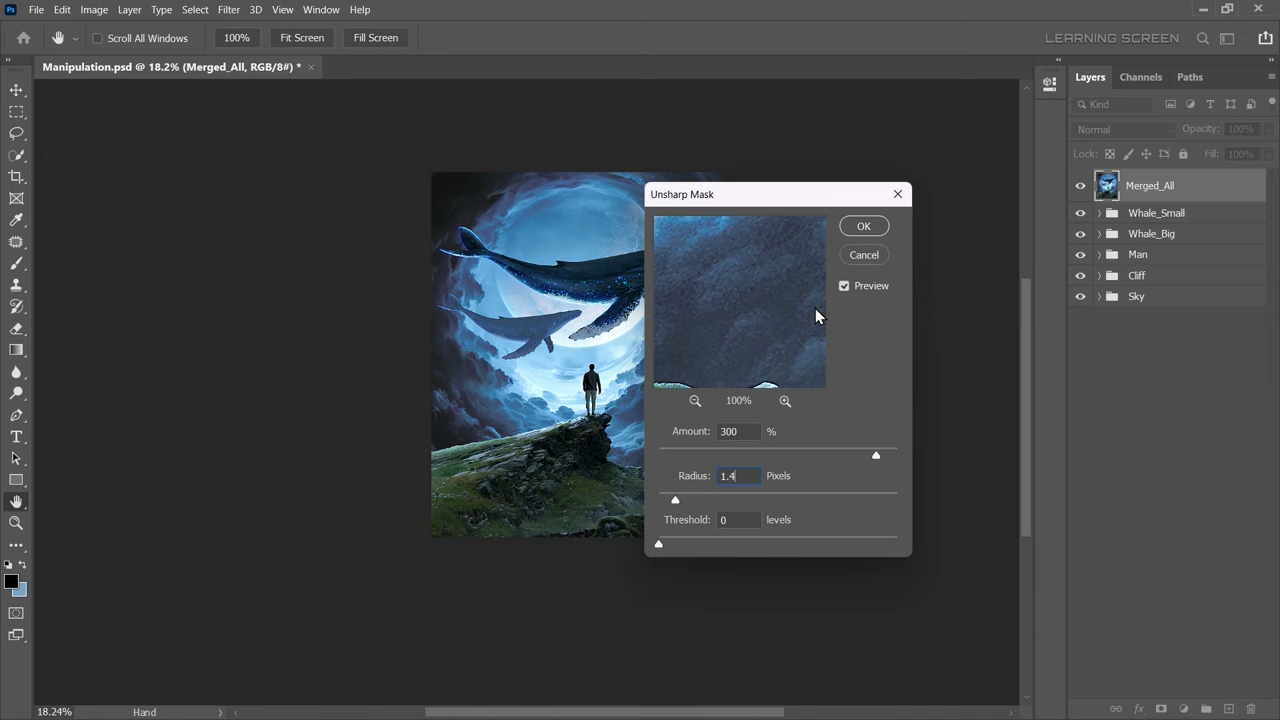 Ps File Edit Image Layer Type Select Filter 3D View Window Help
Scroll All Windows 100% Fit Screen Fill Screen LEARNING SCREEN
Manipulation.psd @ 18.2% (Merged_All, RGB/8#) *
Layers Channels Paths
Kind
Normal Opacity: 100%
Lock: Fill: 100%
Merged_All
Whale_Small
Whale_Big
Man
Cliff
Sky
Unsharp Mask
OK
Cancel
Preview
100%
Amount: 300 %
Radius: 1.4 Pixels
Threshold: 0 levels
18.24% Hand